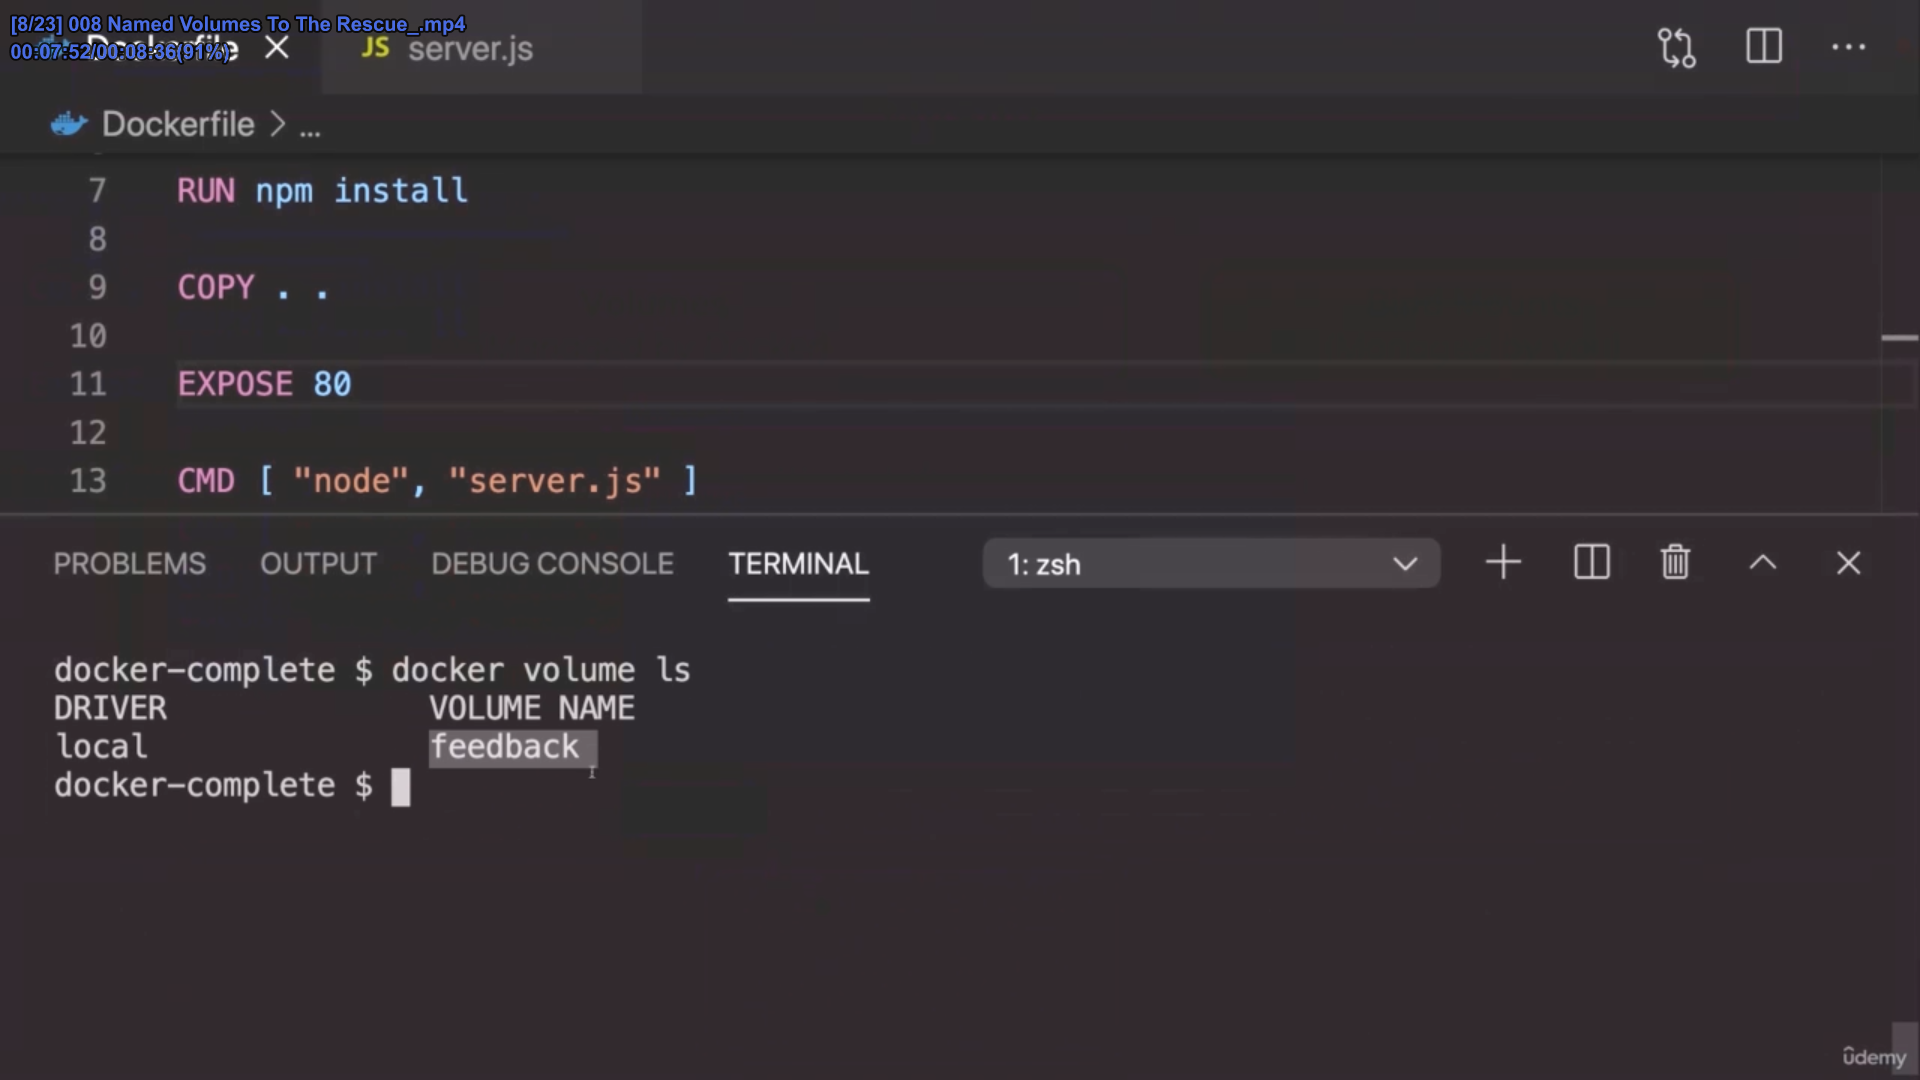 [8/23] 008 Named Volumes To The Rescue_.mp4
00:07:52/00:08:36(91%)
Dockerfile
JS server.js
Dockerfile > ...
7 RUN npm install
8
9 COPY . .
10
11 EXPOSE 80
12
13 CMD [ "node", "server.js" ]
PROBLEMS OUTPUT DEBUG CONSOLE TERMINAL 1: zsh
docker-complete $ docker volume ls
DRIVER VOLUME NAME
local feedback
docker-complete $
ûdemy